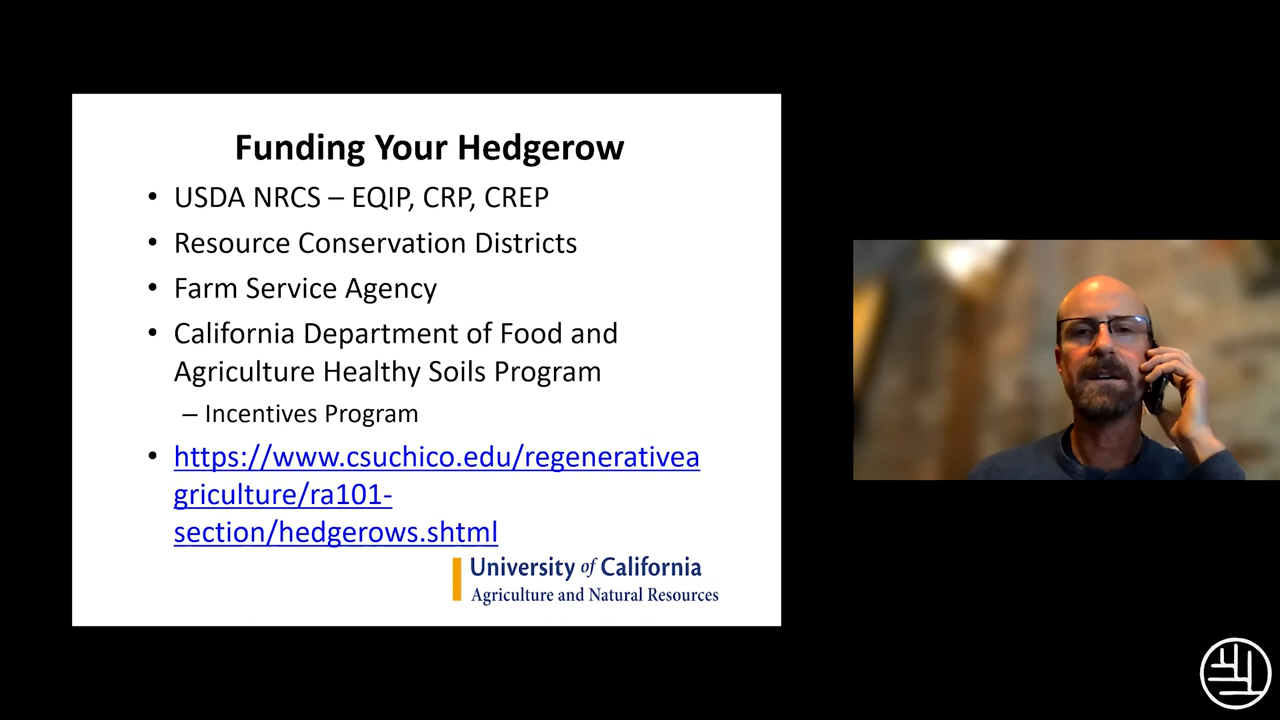 Funding Your Hedgerow
• USDA NRCS – EQIP, CRP, CREP
• Resource Conservation Districts
• Farm Service Agency
• California Department of Food and
Agriculture Healthy Soils Program
– Incentives Program
• https://www.csuchico.edu/regenerativea
griculture/ra101-
section/hedgerows.shtml
University of California
Agriculture and Natural Resources